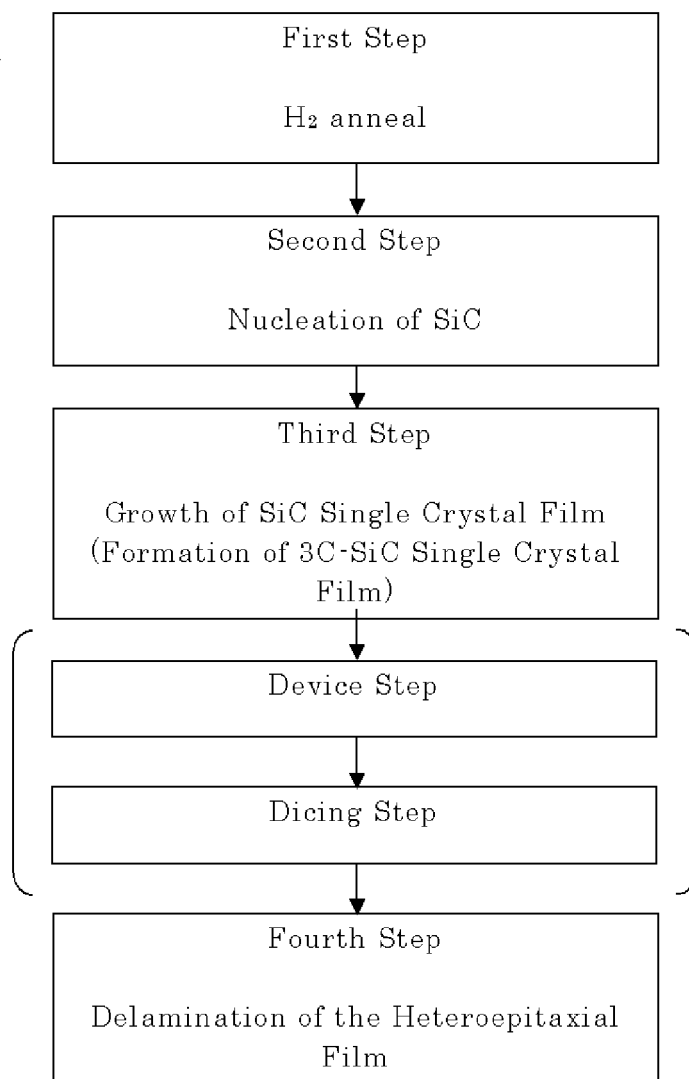 First Step
H₂ anneal
Second Step
Nucleation of SiC
Third Step
Growth of SiC Single Crystal Film
(Formation of 3C-SiC Single Crystal
Film)
Device Step
Dicing Step
Fourth Step
Delamination of the Heteroepitaxial
Film